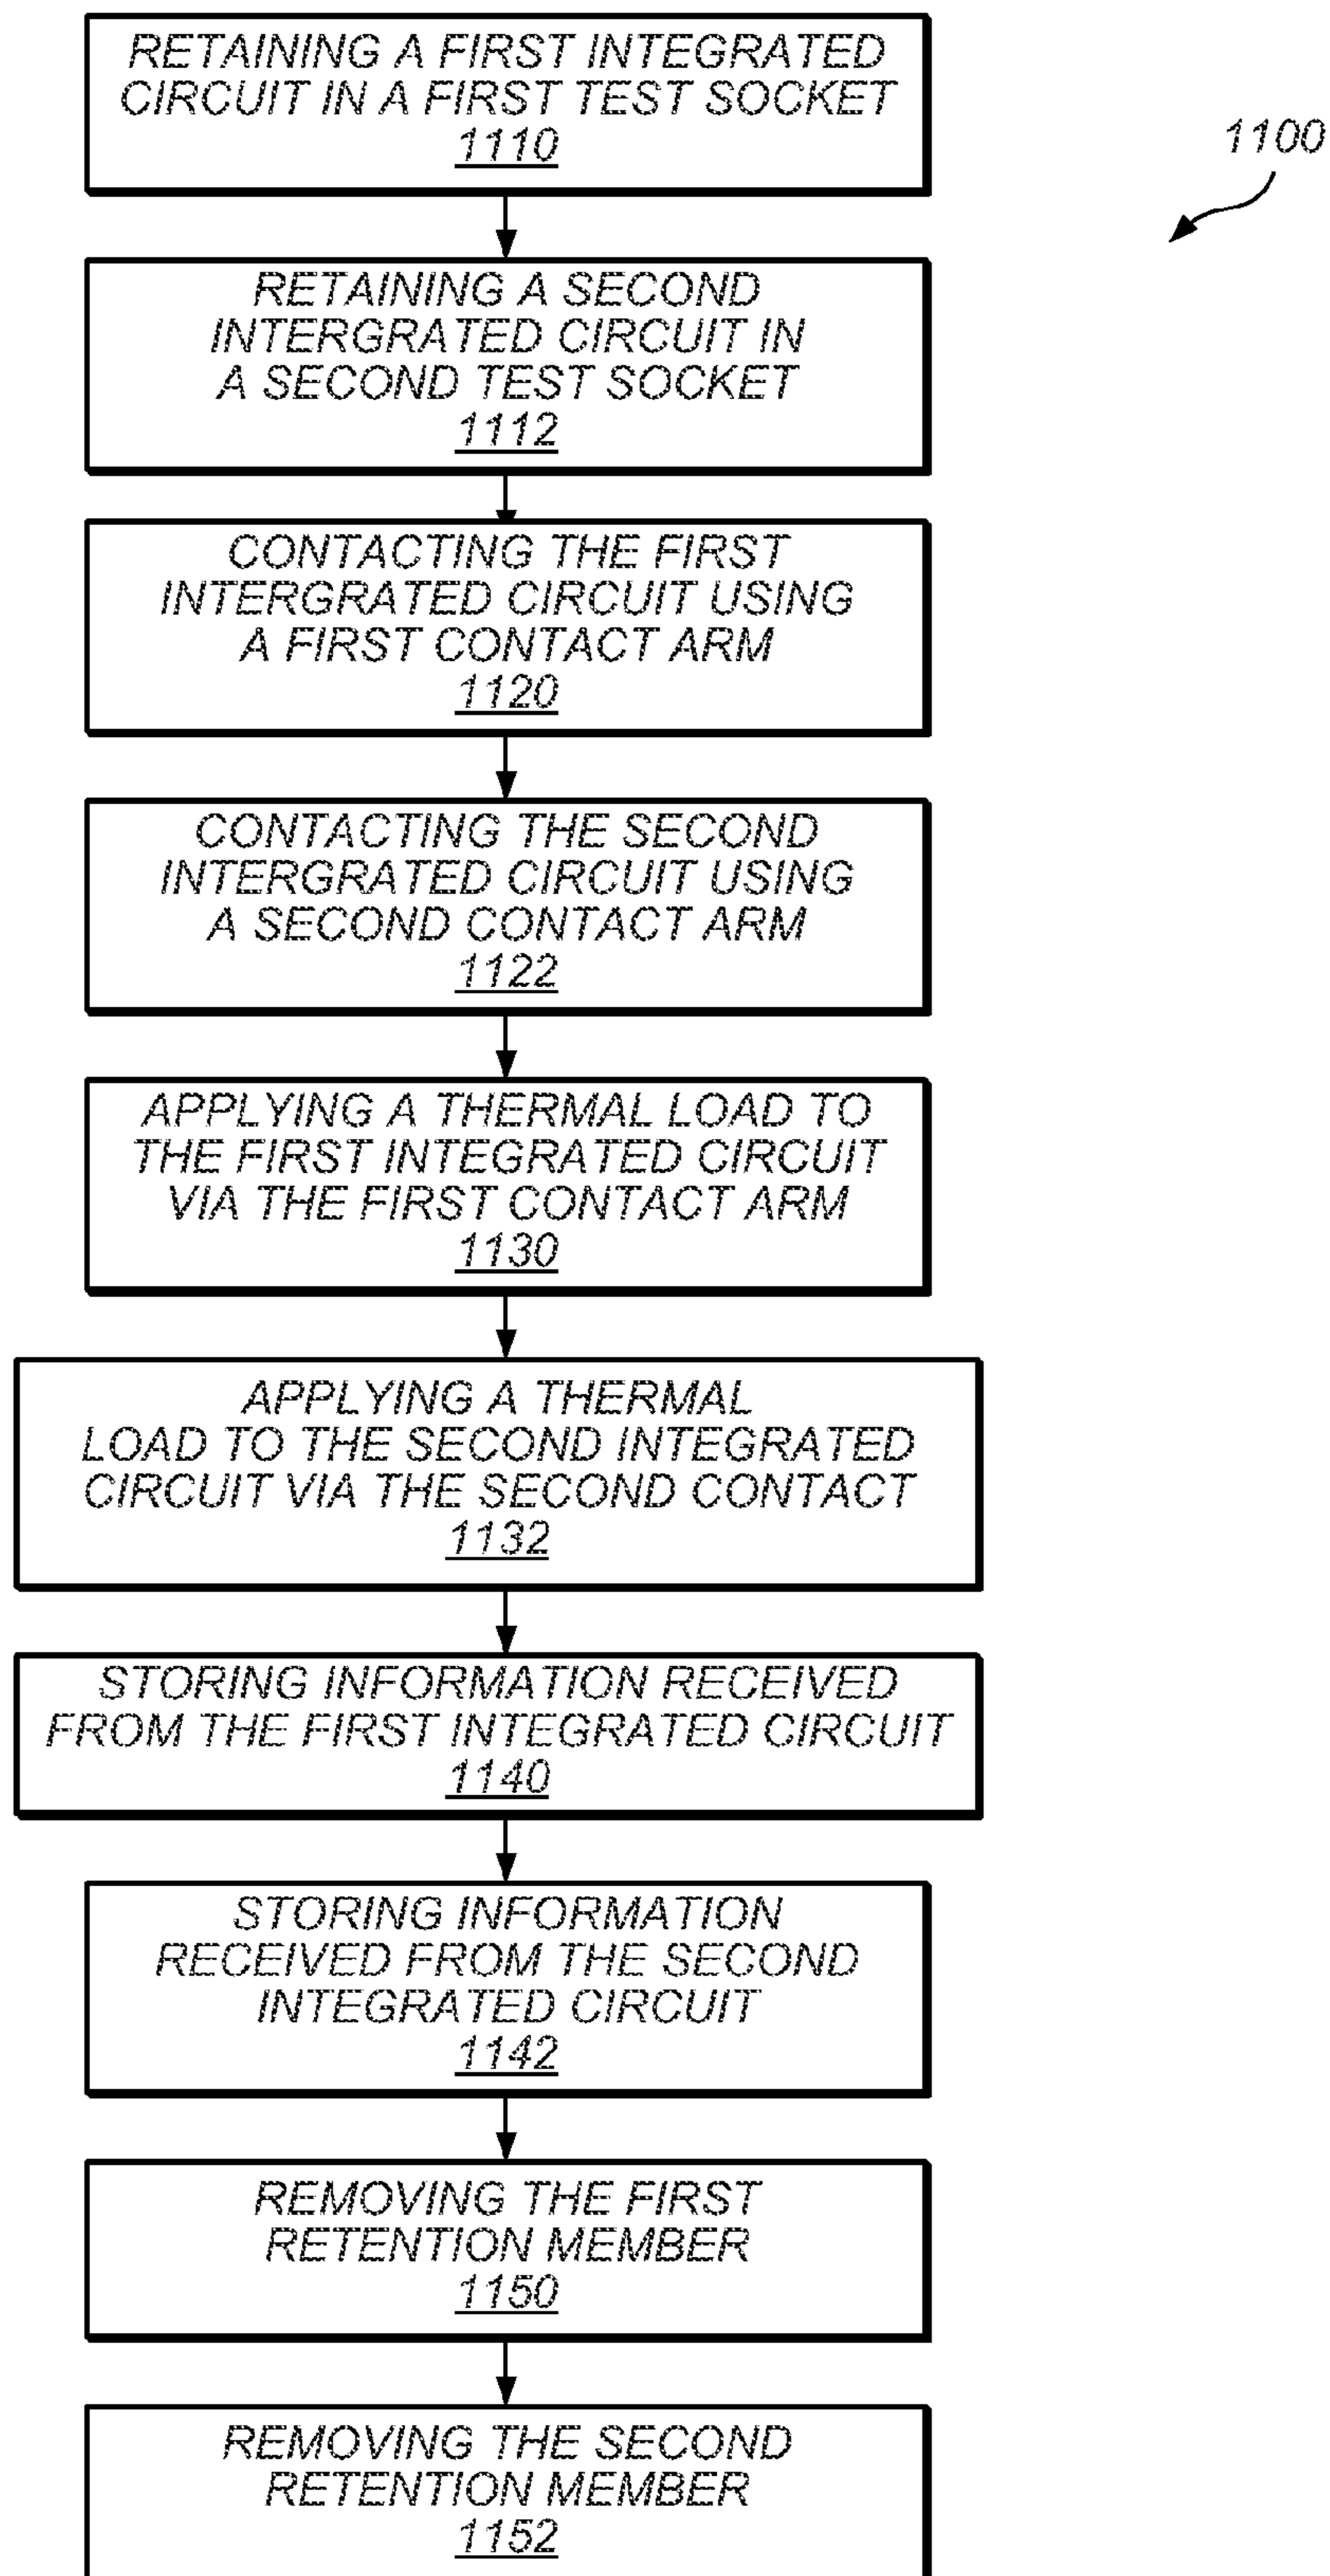 RETAINING A FIRST INTEGRATED
CIRCUIT IN A FIRST TEST SOCKET
1110
1100
RETAINING A SECOND
INTERGRATED CIRCUIT IN
A SECOND TEST SOCKET
1112
CONTACTING THE FIRST
INTERGRATED CIRCUIT USING
A FIRST CONTACT ARM
1120
CONTACTING THE SECOND
INTERGRATED CIRCUIT USING
A SECOND CONTACT ARM
1122
APPLYING A THERMAL LOAD TO
THE FIRST INTEGRATED CIRCUIT
VIA THE FIRST CONTACT ARM
1130
APPLYING A THERMAL
LOAD TO THE SECOND INTEGRATED
CIRCUIT VIA THE SECOND CONTACT
1132
STORING INFORMATION RECEIVED
FROM THE FIRST INTEGRATED CIRCUIT
1140
STORING INFORMATION
RECEIVED FROM THE SECOND
INTEGRATED CIRCUIT
1142
REMOVING THE FIRST
RETENTION MEMBER
1150
REMOVING THE SECOND
RETENTION MEMBER
1152